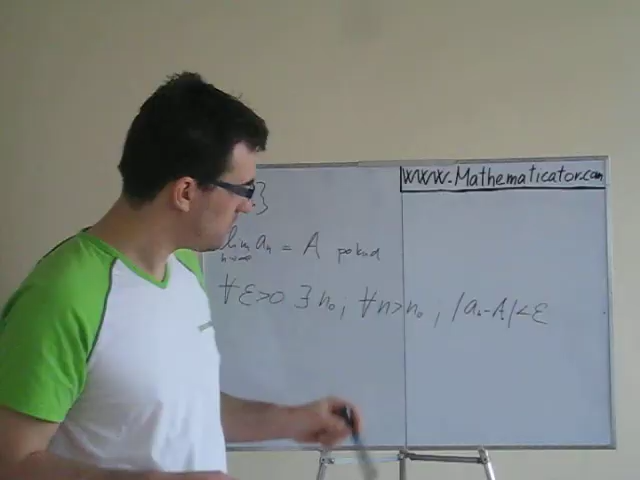 www.Mathematicator.com
.}
lim aₙ = A pokud
n→∞
∀ε>0 ∃ n₀, ∀n>n₀, |aₙ-A|<ε